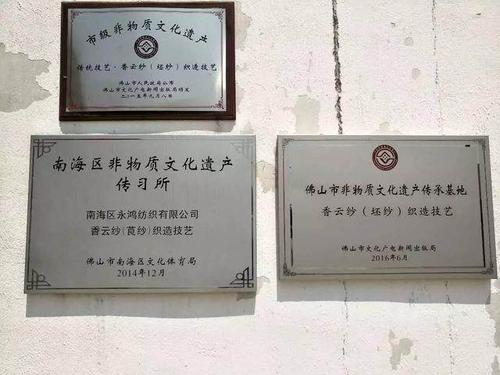 市级非物质文化遗产
传统技艺·香云纱（坯纱）织造技艺
佛山市人民政府公布
佛山市文化广电新闻出版局颁发
二〇一五年九月八日
南海区非物质文化遗产
传习所
南海区永鸿纺织有限公司
香云纱(莨纱)织造技艺
佛山市南海区文化体育局
2014年12月
佛山市非物质文化遗产传承基地
香云纱（坯纱）织造技艺
佛山市文化广电新闻出版局
2016年6月